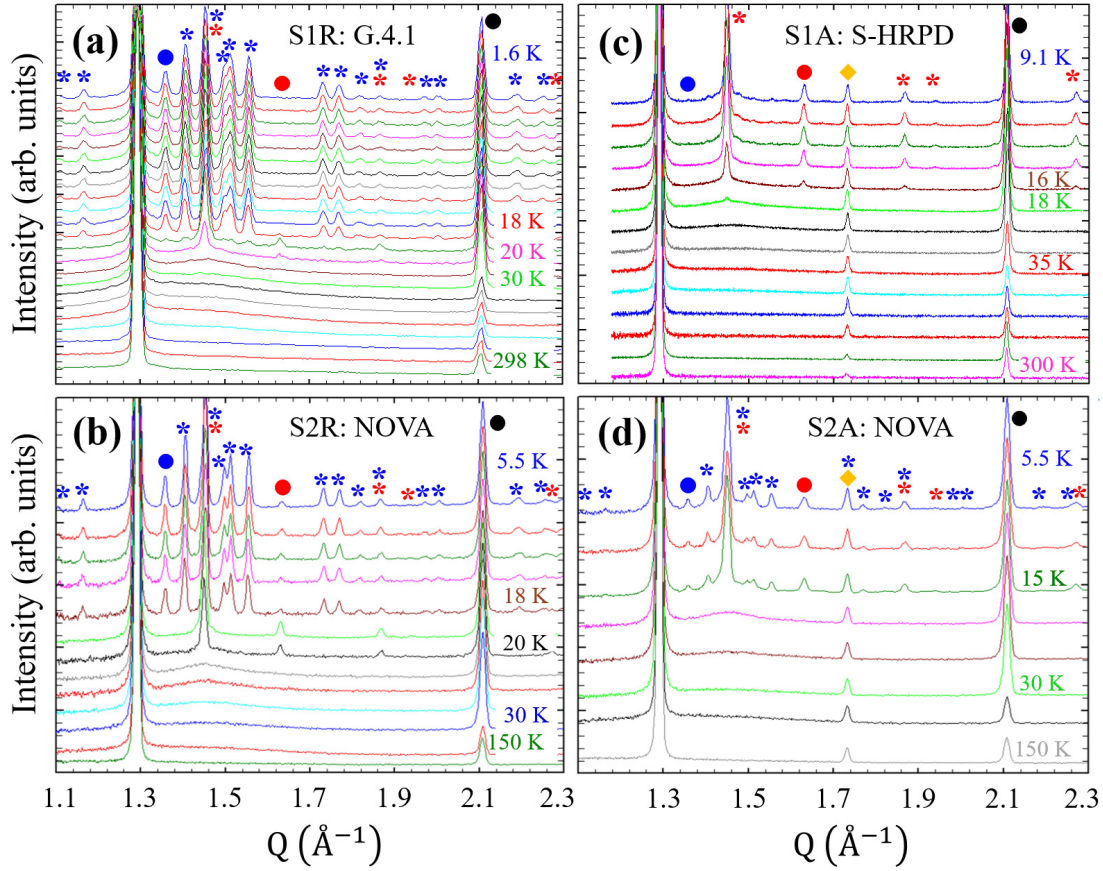 (a)
S1R: G.4.1
1.6 K
18 K
20 K
30 K
298 K
(c)
S1A: S-HRPD
9.1 K
16 K
18 K
35 K
300 K
Intensity (arb. units)
(b)
S2R: NOVA
5.5 K
18 K
20 K
30 K
150 K
(d)
S2A: NOVA
5.5 K
15 K
30 K
150 K
Intensity (arb. units)
1.1 1.3 1.5 1.7 1.9 2.1 2.3
1.3 1.5 1.7 1.9 2.1 2.3
Q (Å⁻¹)
Q (Å⁻¹)